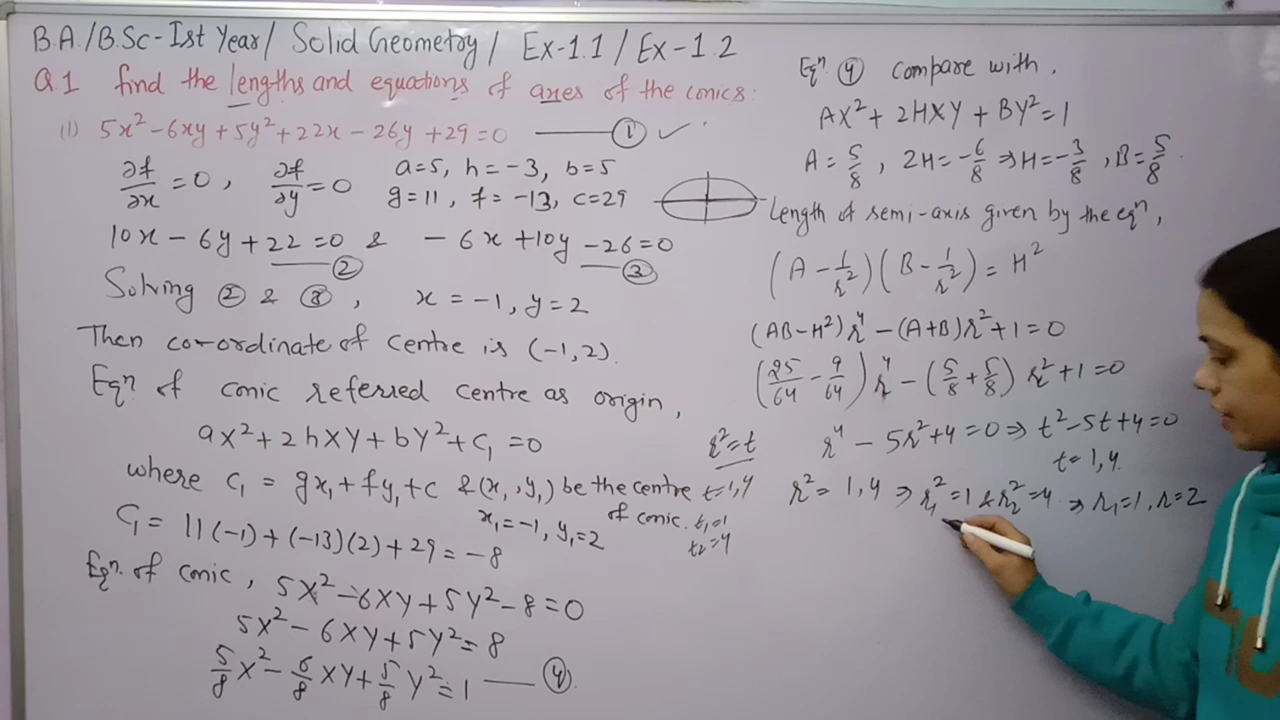 B.A./B.Sc-Ist Year/ Solid Geometry/ Ex-1.1 / Ex-1.2
Q.1 find the lengths and equations of axes of the conics:
(1) 5x²-6xy+5y²+22x-26y+29=0 ——①✓
∂f/∂x =0, ∂f/∂y =0
a=5, h=-3, b=5
g=11, f=-13, c=29
10x-6y+22=0 & -6x+10y-26=0
——② ——③
Solving ② & ③, x=-1, y=2
Then co-ordinate of centre is (-1,2).
Eqⁿ of conic referred centre as origin,
aX²+2hXY+bY²+C₁=0
where C₁ = gx₁+fy₁+c & (x₁,y₁) be the centre
of conic.
x₁=-1, y₁=2
C₁ = 11(-1)+(-13)(2)+29=-8
Eqⁿ of conic, 5X²-6XY+5Y²-8=0
5X²-6XY+5Y²=8
5/8 X²-6/8 XY+5/8 Y²=1 ——④.
Eqⁿ ④ compare with,
AX²+2HXY+BY²=1
A=5/8, 2H=-6/8 ⇒H=-3/8, B=5/8.
Length of semi-axis given by the eqⁿ,
(A-1/r²)(B-1/r²)=H²
(AB-H²)r⁴-(A+B)r²+1=0
(25/64-9/64)r⁴-(5/8+5/8)r²+1=0
r⁴-5r²+4=0⇒t²-5t+4=0
t=1,4.
r²=t
t=1,4
t₁=1
t₂=4
r²=1,4 ⇒r₁²=1 & r₂²=4 ⇒r₁=1, r=2